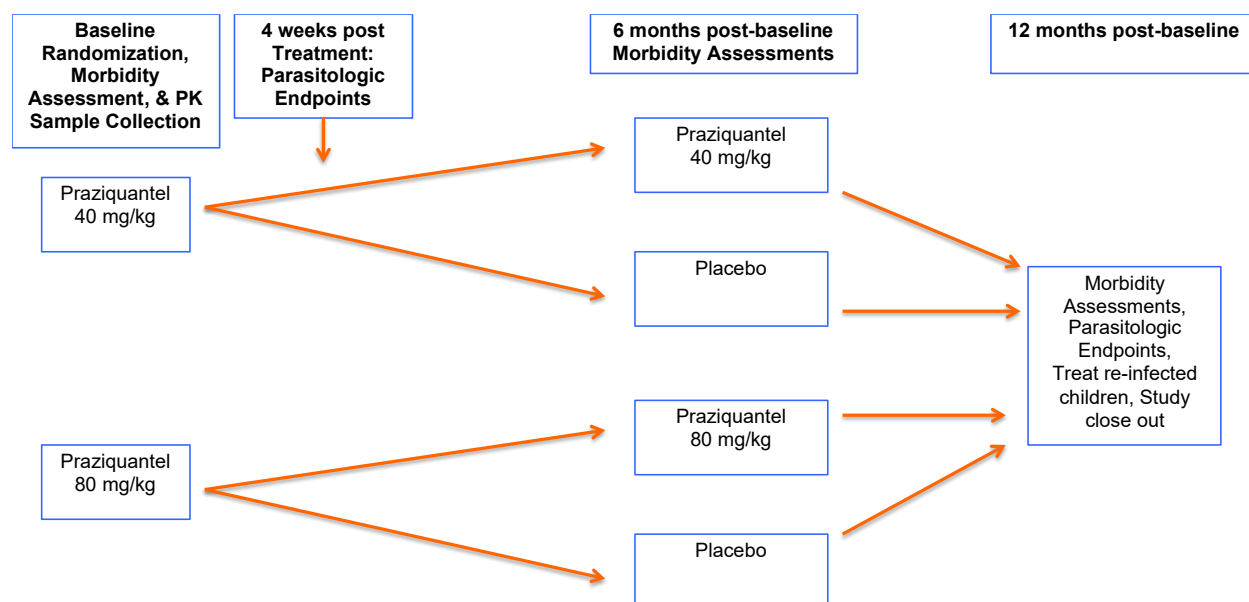 Baseline
Randomization,
Morbidity
Assessment, & PK
Sample Collection
4 weeks post
Treatment:
Parasitologic
Endpoints
6 months post-baseline
Morbidity Assessments
12 months post-baseline
Praziquantel
40 mg/kg
Praziquantel
40 mg/kg
Placebo
Praziquantel
80 mg/kg
Praziquantel
80 mg/kg
Placebo
Morbidity
Assessments,
Parasitologic
Endpoints,
Treat re-infected
children, Study
close out